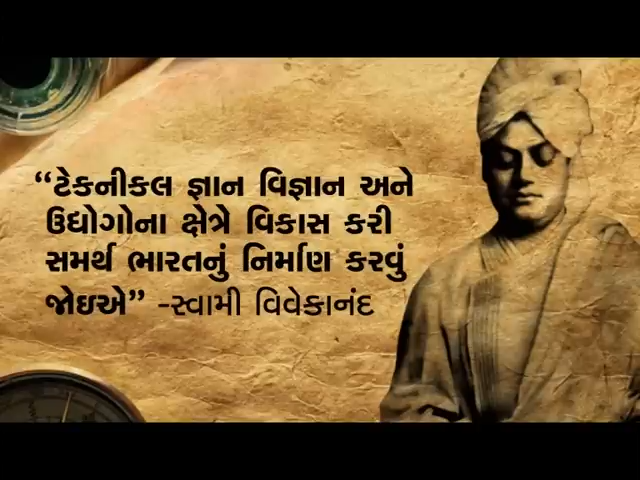 “ટેકનીકલ જ્ઞાન વિજ્ઞાન અને
ઉદ્યોગોના ક્ષેત્રે વિકાસ કરી
સમર્થ ભારતનું નિર્માણ કરવું
જોઇએ” -સ્વામી વિવેકાનંદ